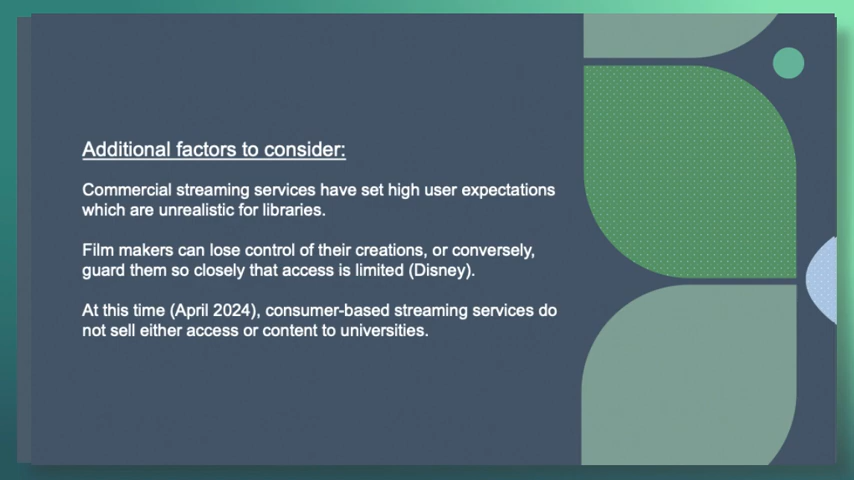 Additional factors to consider:
Commercial streaming services have set high user expectations
which are unrealistic for libraries.
Film makers can lose control of their creations, or conversely,
guard them so closely that access is limited (Disney).
At this time (April 2024), consumer-based streaming services do
not sell either access or content to universities.